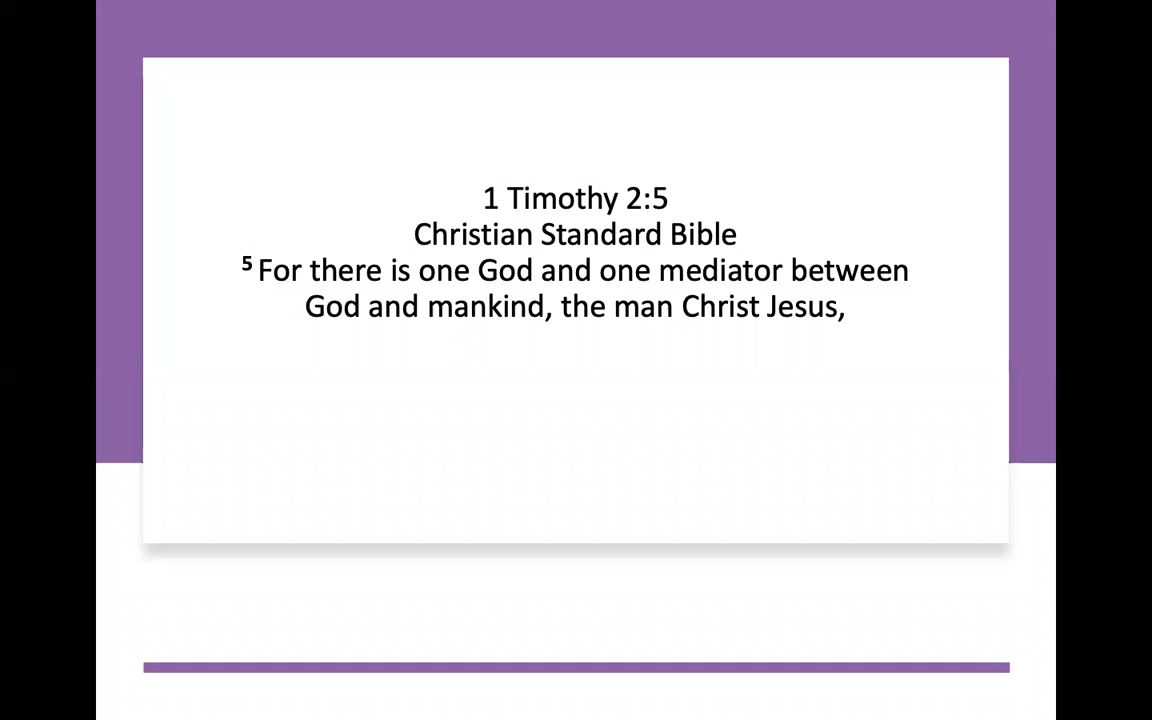 1 Timothy 2:5
Christian Standard Bible
⁵ For there is one God and one mediator between
God and mankind, the man Christ Jesus,